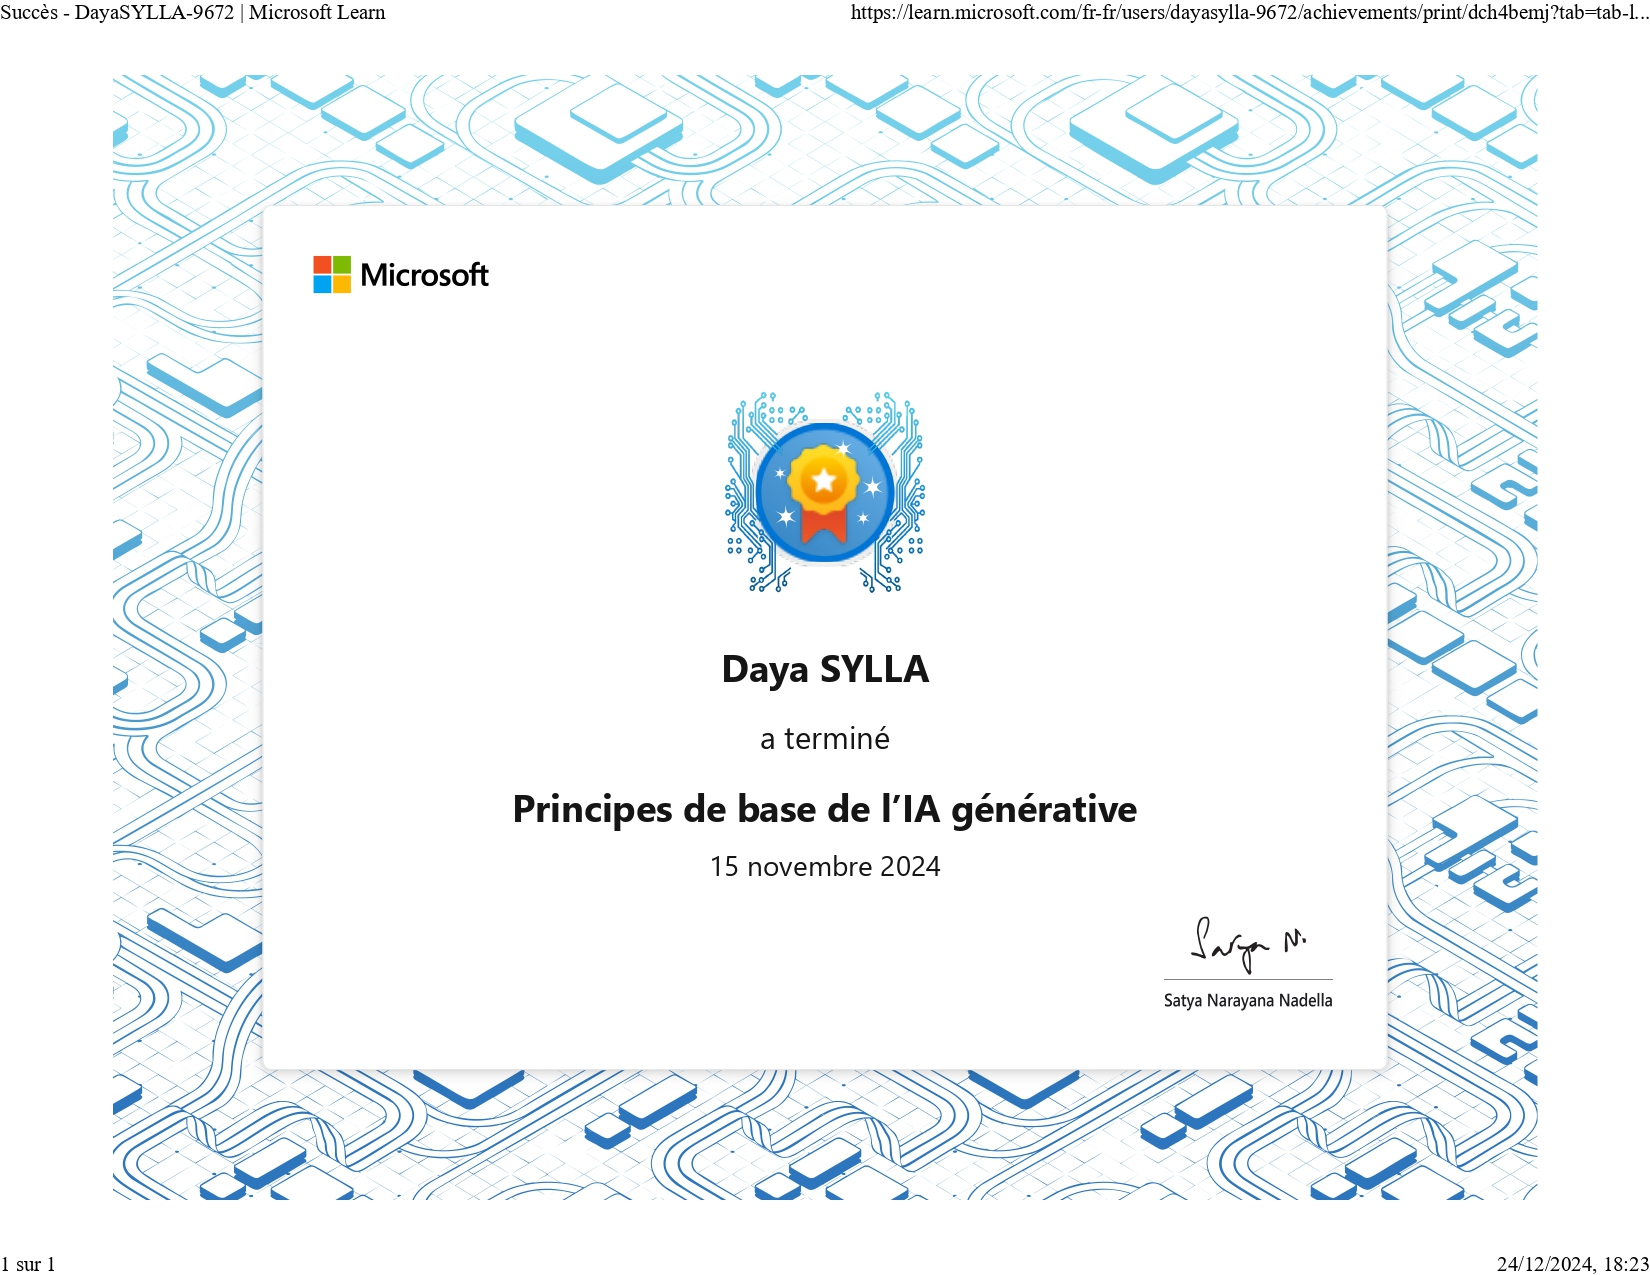 Succès - DayaSYLLA-9672 | Microsoft Learn
https://learn.microsoft.com/fr-fr/users/dayasylla-9672/achievements/print/dch4bemj?tab=tab-l...
Microsoft
Daya SYLLA
a terminé
Principes de base de l’IA générative
15 novembre 2024
Satya N.
Satya Narayana Nadella
1 sur 1
24/12/2024, 18:23